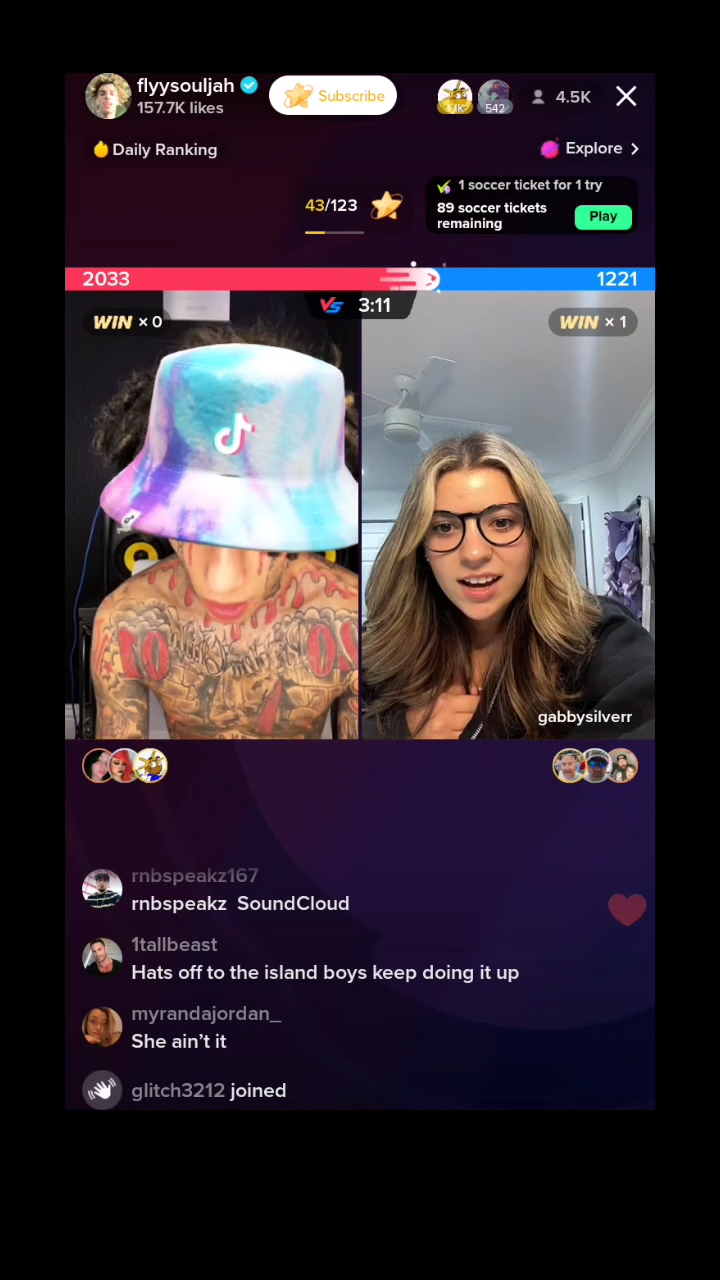 flyysouljah
157.7K likes
Subscribe
542
4.5K
Daily Ranking
Explore
1 soccer ticket for 1 try
43/123
89 soccer tickets
remaining
Play
2033
1221
VS 3:11
WIN × 0
WIN × 1
gabbysilverr
rnbspeakz167
rnbspeakz SoundCloud
1tallbeast
Hats off to the island boys keep doing it up
myrandajordan_
She ain’t it
glitch3212 joined